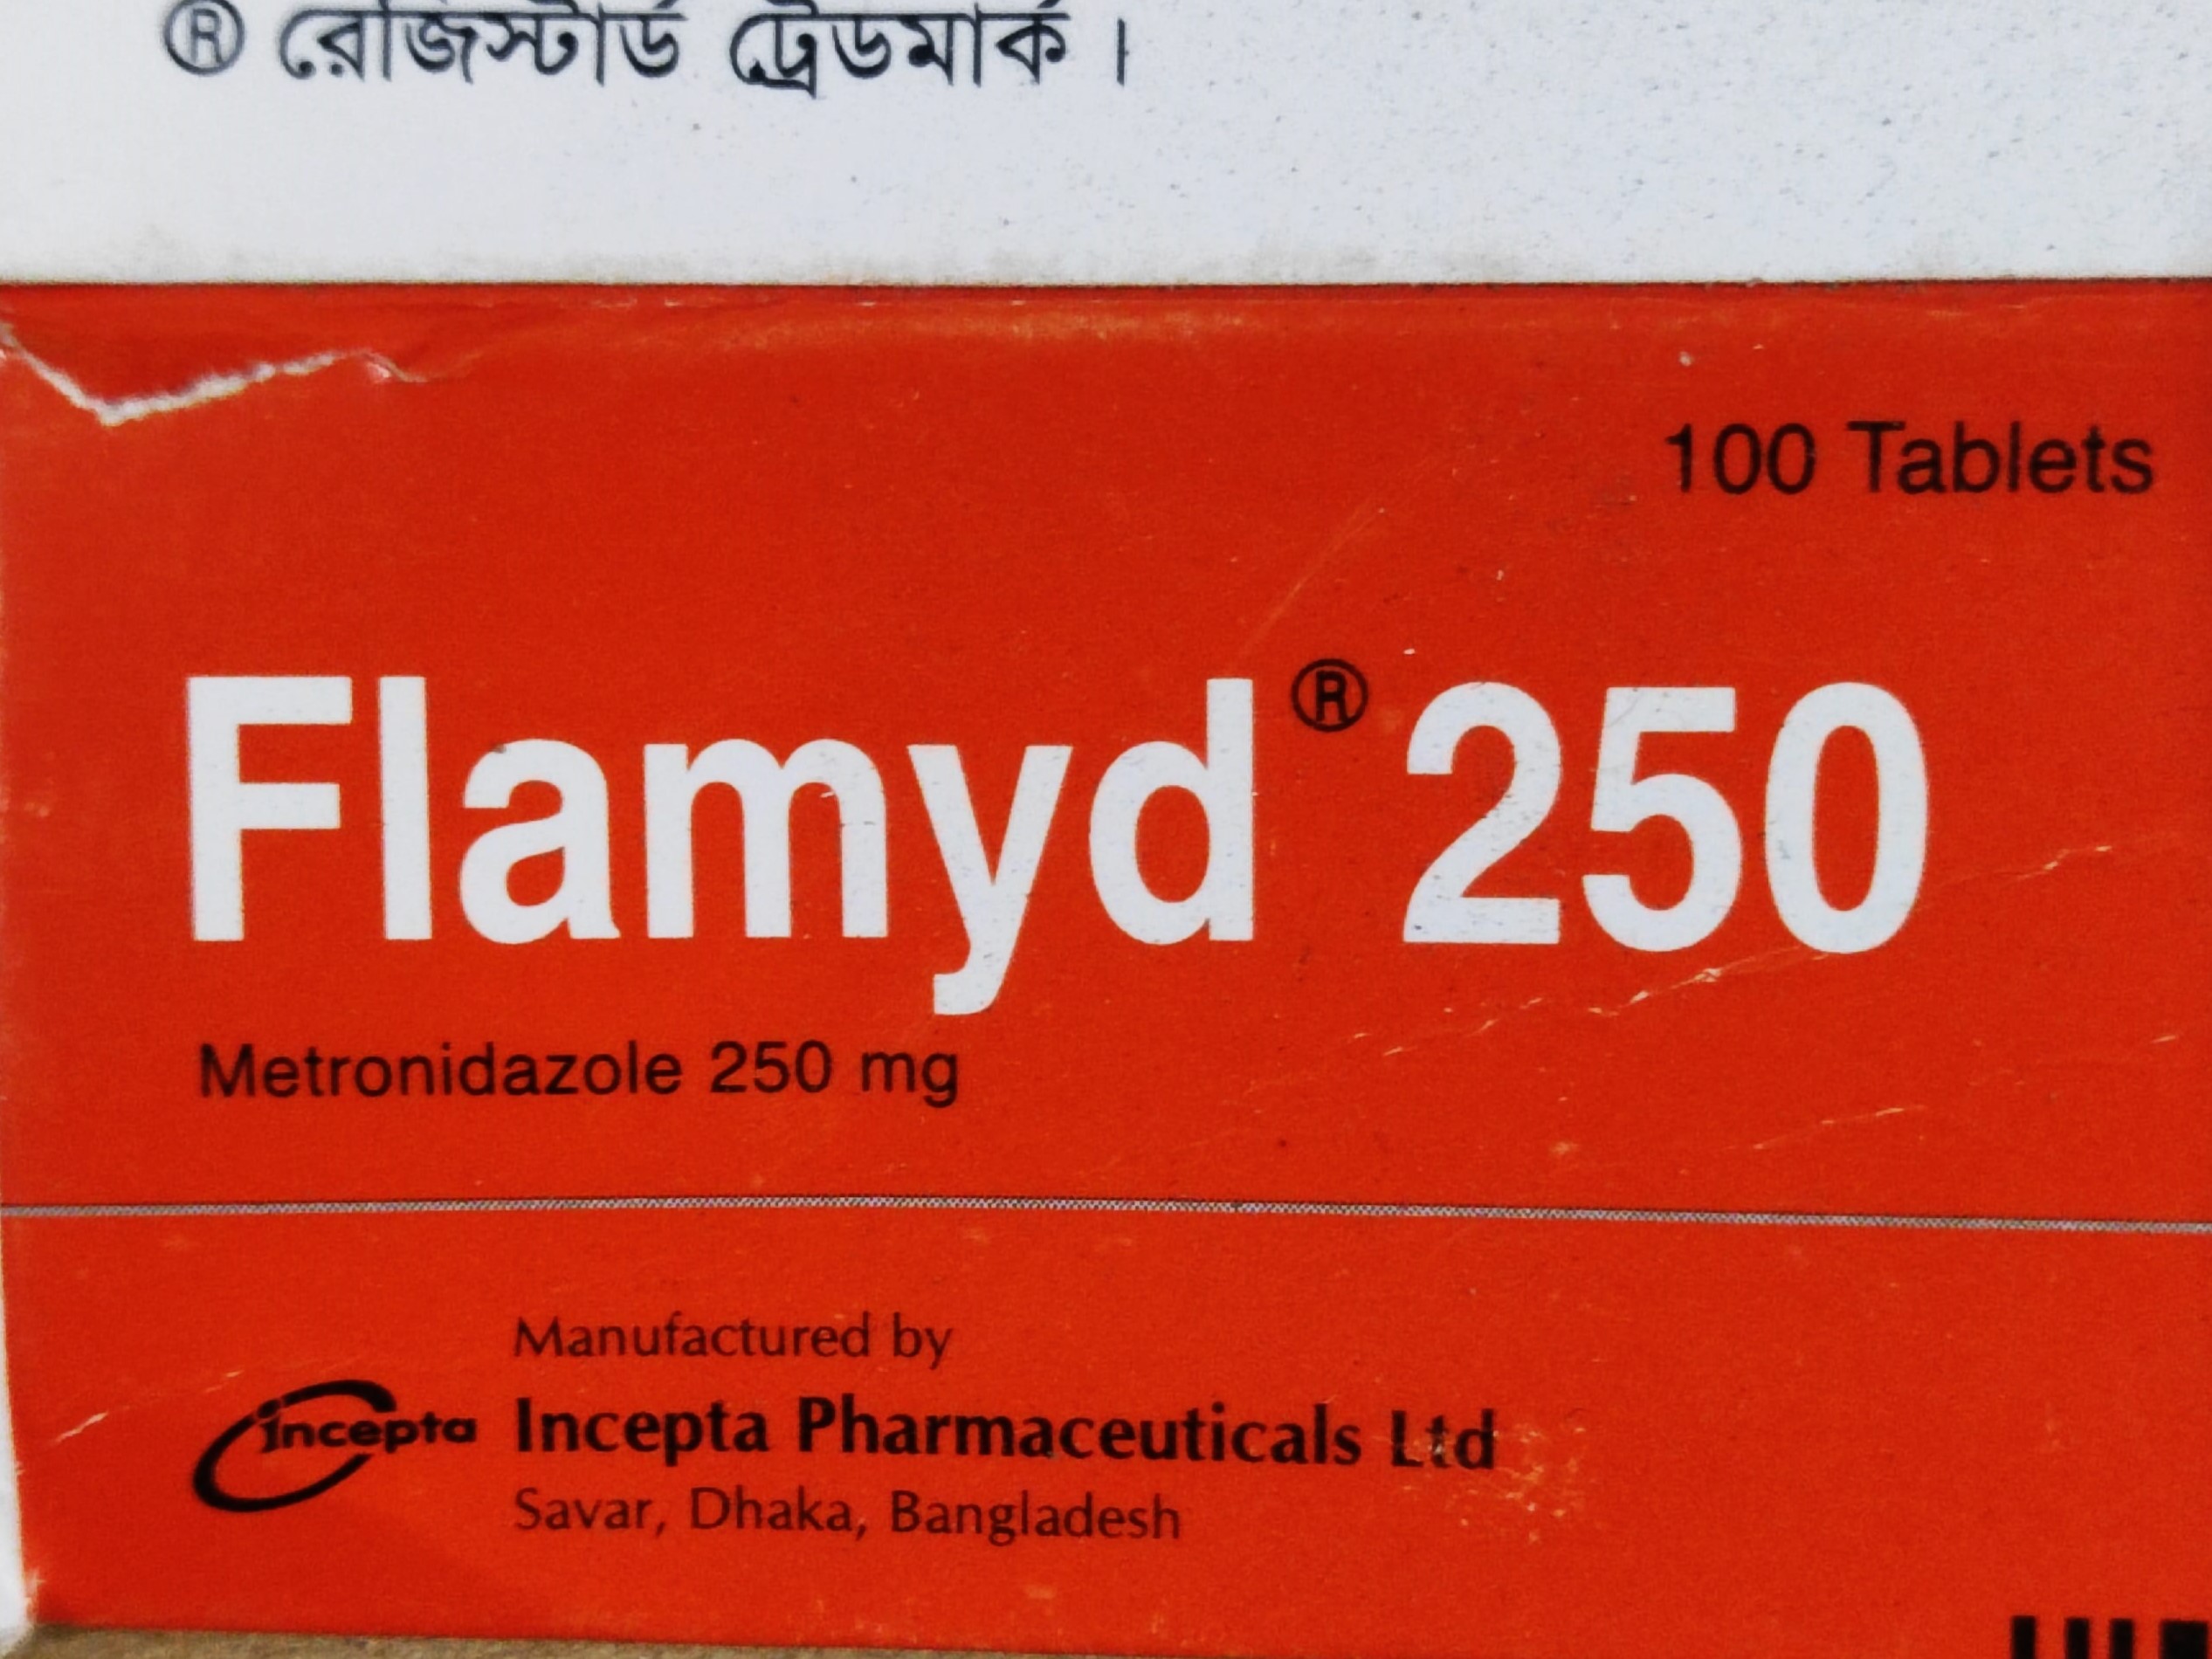 ® রেজিস্টার্ড ট্রেডমার্ক।
100 Tablets
Flamyd® 250
Metronidazole 250 mg
Manufactured by
incepta Incepta Pharmaceuticals Ltd
Savar, Dhaka, Bangladesh